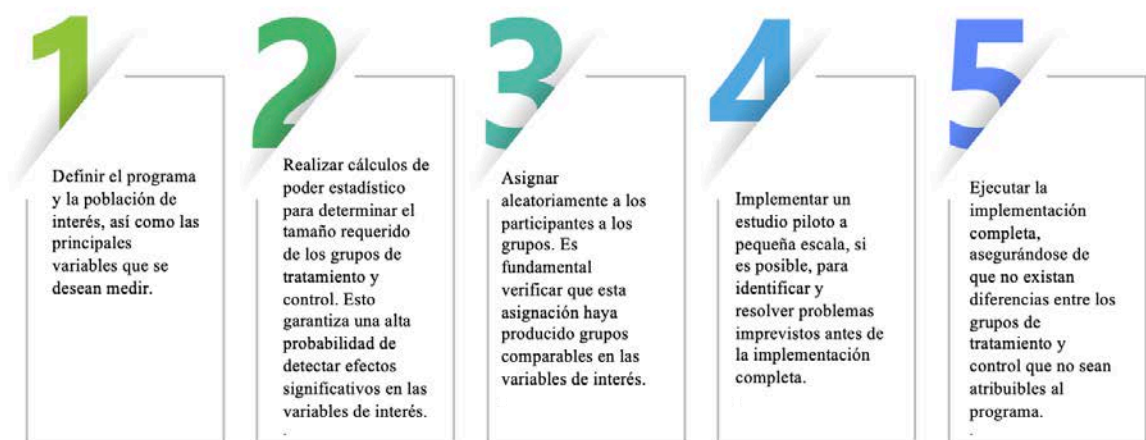 1
Definir el programa
y la población de
interés, así como las
principales
variables que se
desean medir.
2
Realizar cálculos de
poder estadístico
para determinar el
tamaño requerido
de los grupos de
tratamiento y
control. Esto
garantiza una alta
probabilidad de
detectar efectos
significativos en las
variables de interés.
.
3
Asignar
aleatoriamente a los
participantes a los
grupos. Es
fundamental
verificar que esta
asignación haya
producido grupos
comparables en las
variables de interés.
4
Implementar un
estudio piloto a
pequeña escala, si
es posible, para
identificar y
resolver problemas
imprevistos antes de
la implementación
completa.
5
Ejecutar la
implementación
completa,
asegurándose de
que no existan
diferencias entre los
grupos de
tratamiento y
control que no sean
atribuibles al
programa.
.